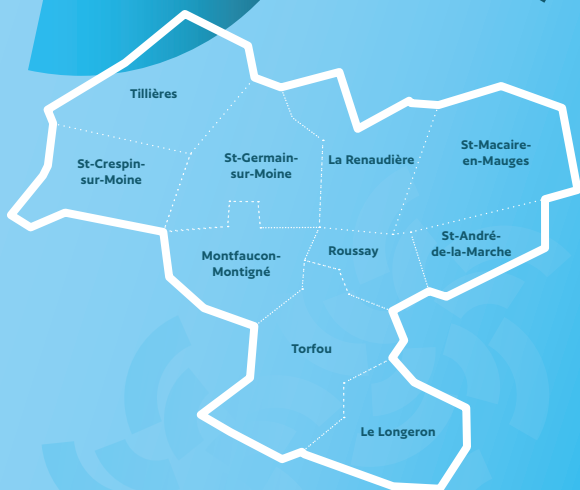 Tillières
St-Crespin-
sur-Moine
St-Germain-
sur-Moine
La Renaudière
St-Macaire-
en-Mauges
Montfaucon-
Montigné
Roussay
St-André-
de-la-Marche
Torfou
Le Longeron